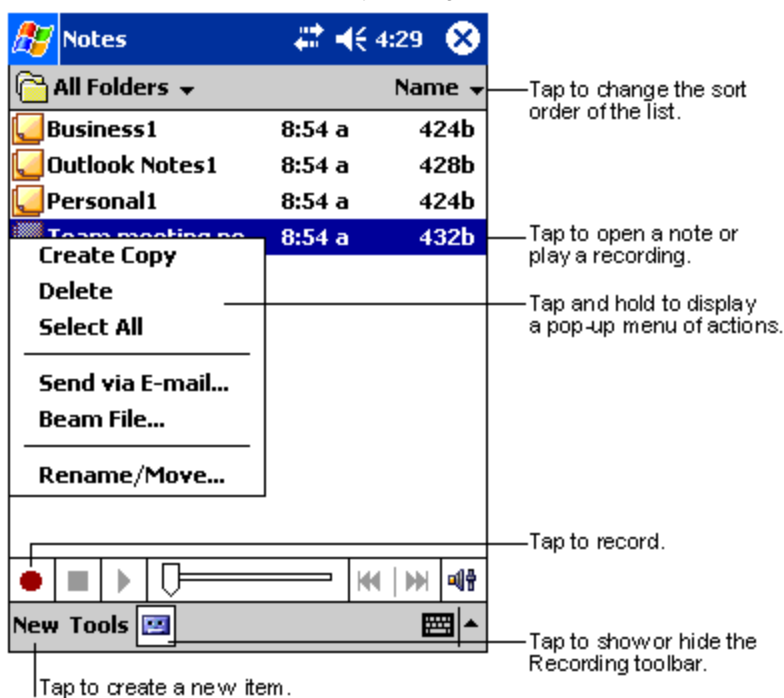 Notes 4:29
All Folders Name
Tap to change the sort
order of the list.
Business1 8:54 a 424b
Outlook Notes1 8:54 a 428b
Personal1 8:54 a 424b
Team meeting no 8:54 a 432b
Tap to open a note or
play a recording.
Create Copy
Delete
Select All
Send via E-mail...
Beam File...
Rename/Move...
Tap and hold to display
a pop-up menu of actions.
Tap to record.
New Tools
Tap to show or hide the
Recording toolbar.
Tap to create a new item.